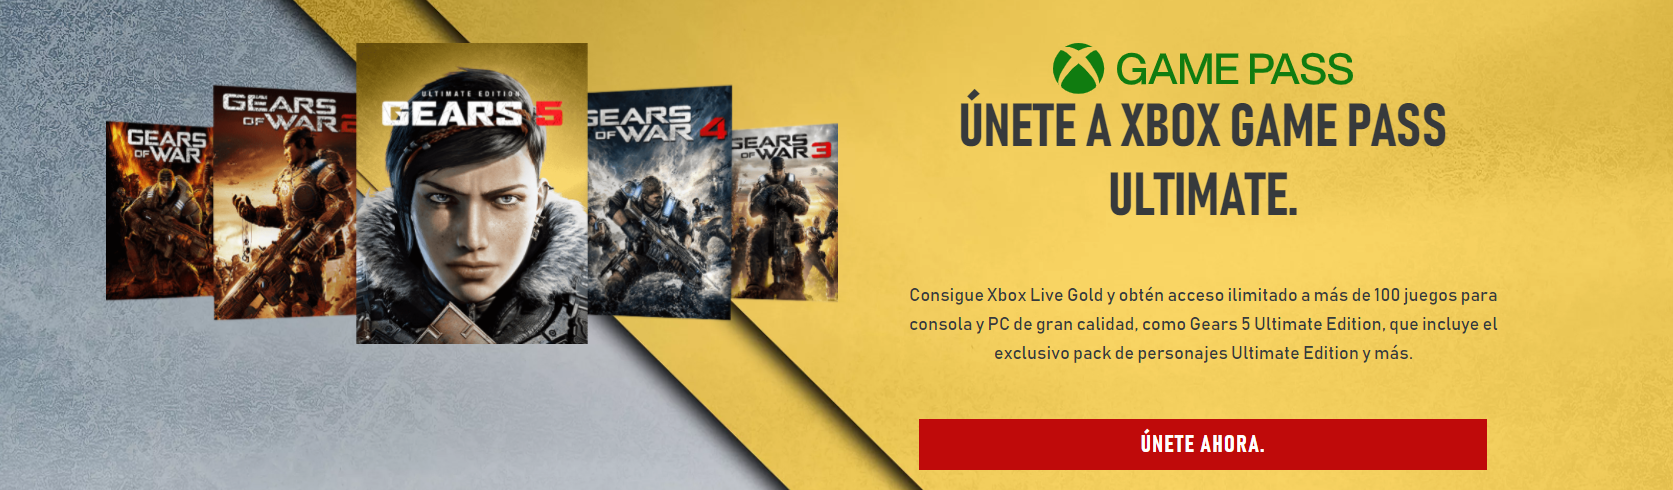 GEARS
OF WAR
GEARS
OF WAR 2
ULTIMATE EDITION
GEARS 5
GEARS
OF WAR 4
GEARS
OF WAR 3
GAME PASS
ÚNETE A XBOX GAME PASS
ULTIMATE.
Consigue Xbox Live Gold y obtén acceso ilimitado a más de 100 juegos para
consola y PC de gran calidad, como Gears 5 Ultimate Edition, que incluye el
exclusivo pack de personajes Ultimate Edition y más.
ÚNETE AHORA.